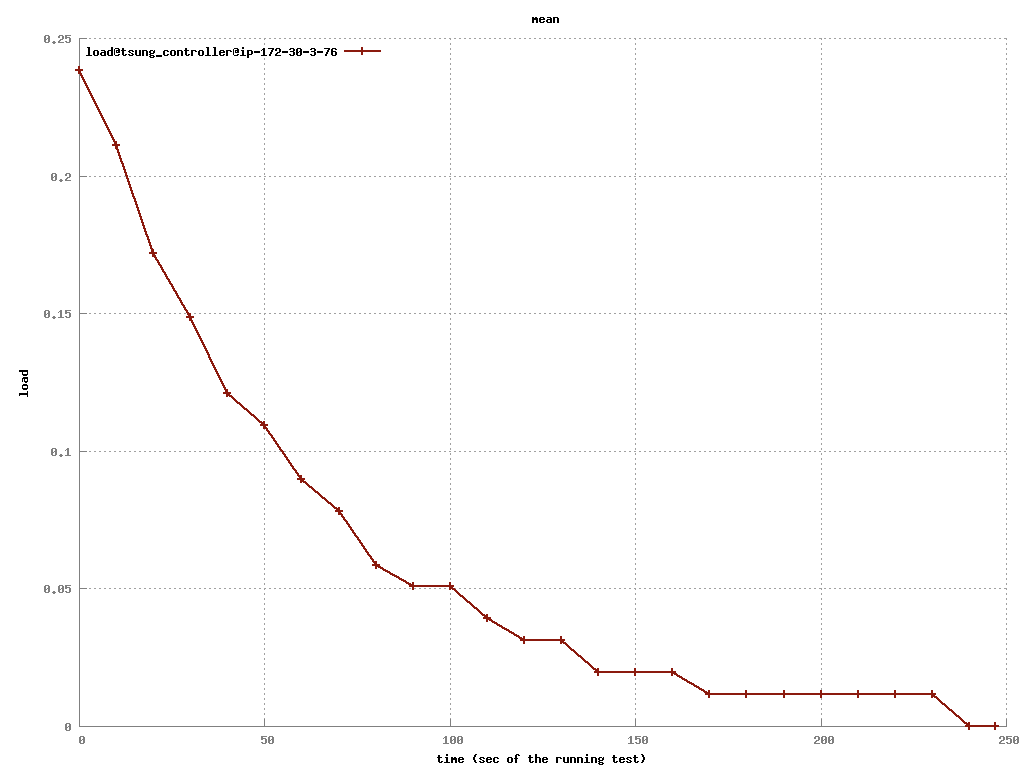 mean
0.25
load@tsung_controller@ip-172-30-3-76
0.2
0.15
load
0.1
0.05
0
0 50 100 150 200 250
time (sec of the running test)